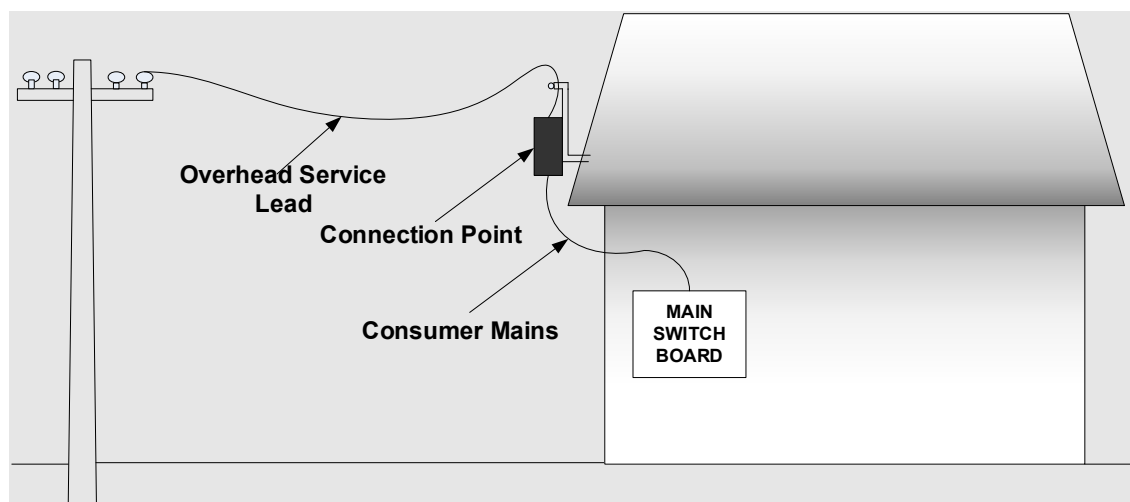 Overhead Service
Lead
Connection Point
Consumer Mains
MAIN
SWITCH
BOARD